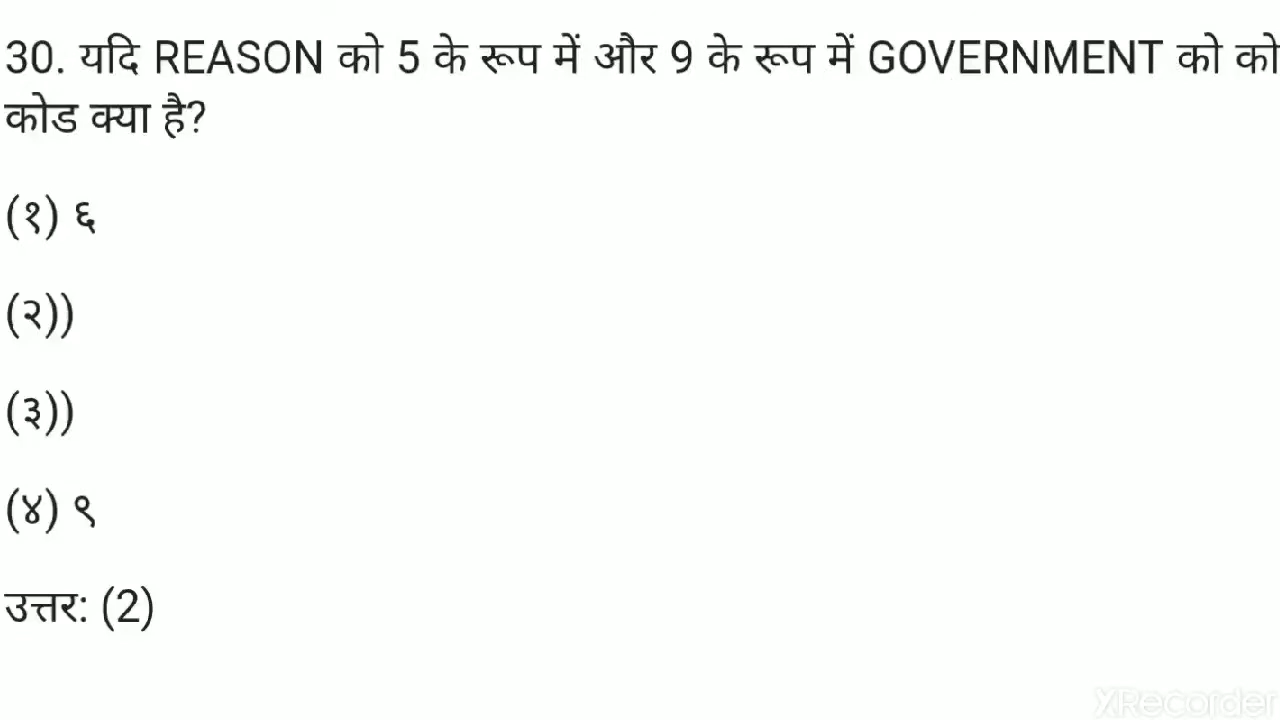 30. यदि REASON को 5 के रूप में और 9 के रूप में GOVERNMENT को को
कोड क्या है?
(१) ६
(२))
(३))
(४) ९
उत्तर: (2)
XRecorder